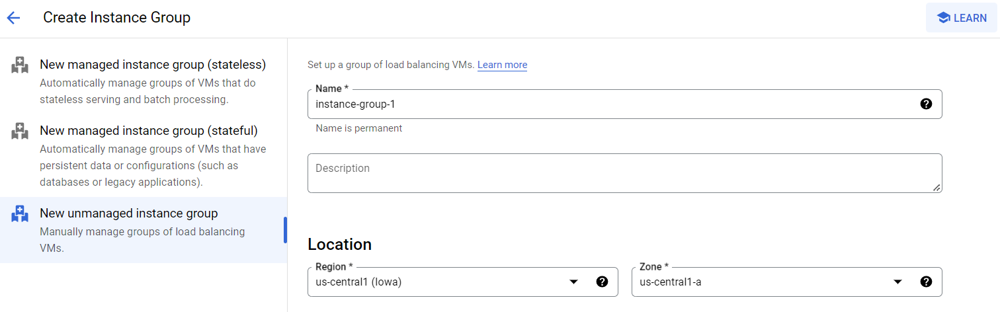 Create Instance Group
LEARN
New managed instance group (stateless)
Automatically manage groups of VMs that do
stateless serving and batch processing.
New managed instance group (stateful)
Automatically manage groups of VMs that have
persistent data or configurations (such as
databases or legacy applications).
New unmanaged instance group
Manually manage groups of load balancing
VMs.
Set up a group of load balancing VMs. Learn more
Name *
instance-group-1
Name is permanent
Description
Location
Region *
us-central1 (Iowa)
Zone *
us-central1-a